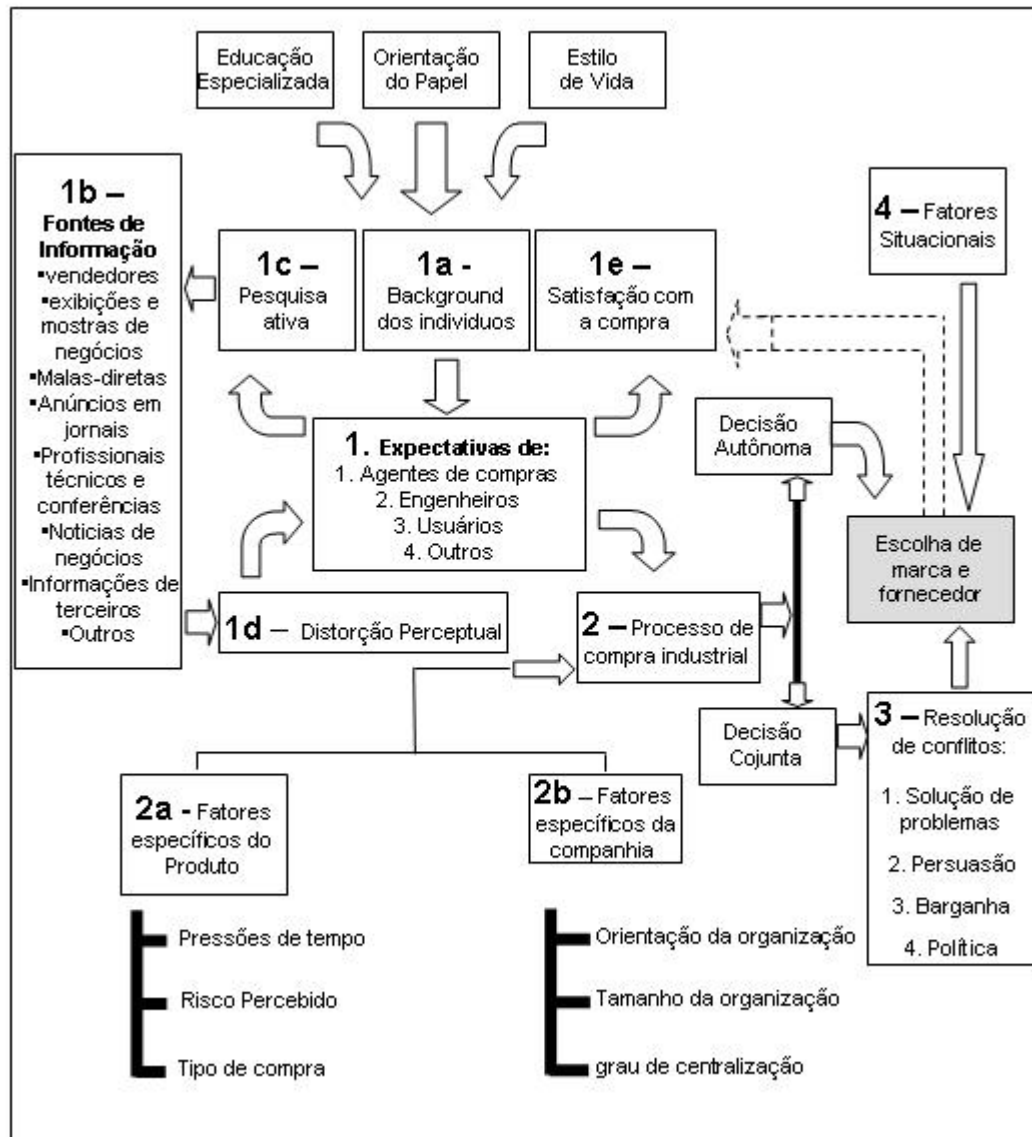 Educação
Especializada
Orientação
do Papel
Estilo
de Vida
1b –
Fontes de
Informação
▪vendedores
▪exibições e
mostras de
negócios
▪Malas-diretas
▪Anúncios em
jornais
▪Profissionais
técnicos e
conferências
▪Noticias de
negócios
▪Informações de
terceiros
▪Outros
1c –
Pesquisa
ativa
1a -
Background
dos individuos
1e –
Satisfação com
a compra
4 – Fatores
Situacionais
1. Expectativas de:
1. Agentes de compras
2. Engenheiros
3. Usuários
4. Outros
Decisão
Autônoma
Escolha de
marca e
fornecedor
1d – Distorção Perceptual
2 – Processo de
compra industrial
Decisão
Cojunta
3 – Resolução
de conflitos:
1. Solução de
problemas
2. Persuasão
3. Barganha
4. Política
2a - Fatores
específicos do
Produto
2b – Fatores
específicos da
companhia
Pressões de tempo
Risco Percebido
Tipo de compra
Orientação da organização
Tamanho da organização
grau de centralização